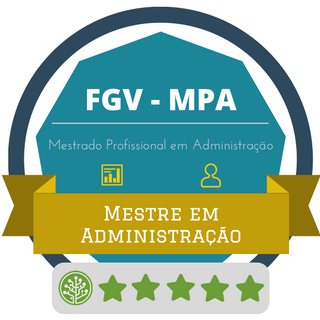 FGV - MPA
Mestrado Profissional em Administração
Mestre em
Administração